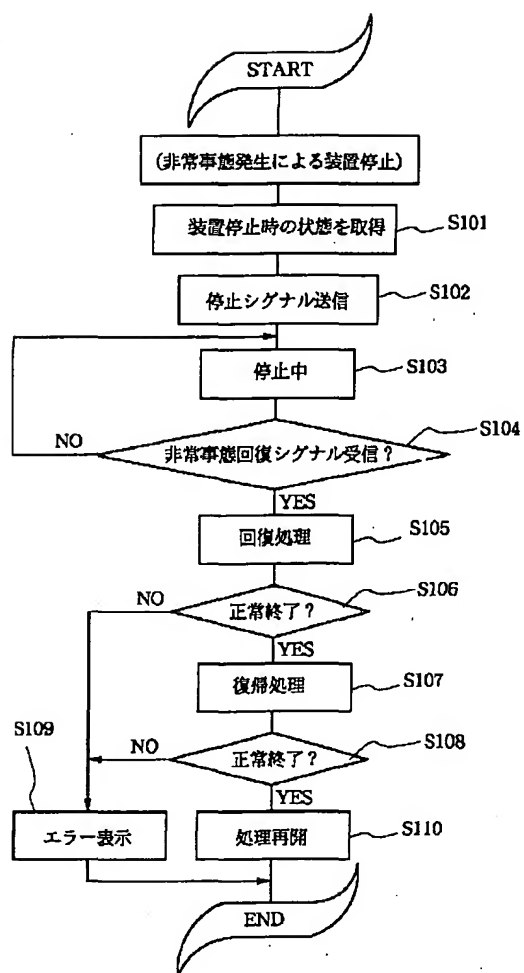 START
(非常事態発生による装置停止)
装置停止時の状態を取得
S101
停止シグナル送信
S102
停止中
S103
非常事態回復シグナル受信？
S104
NO
YES
回復処理
S105
正常終了？
S106
NO
YES
復帰処理
S107
正常終了？
S108
NO
YES
S109
エラー表示
処理再開
S110
END